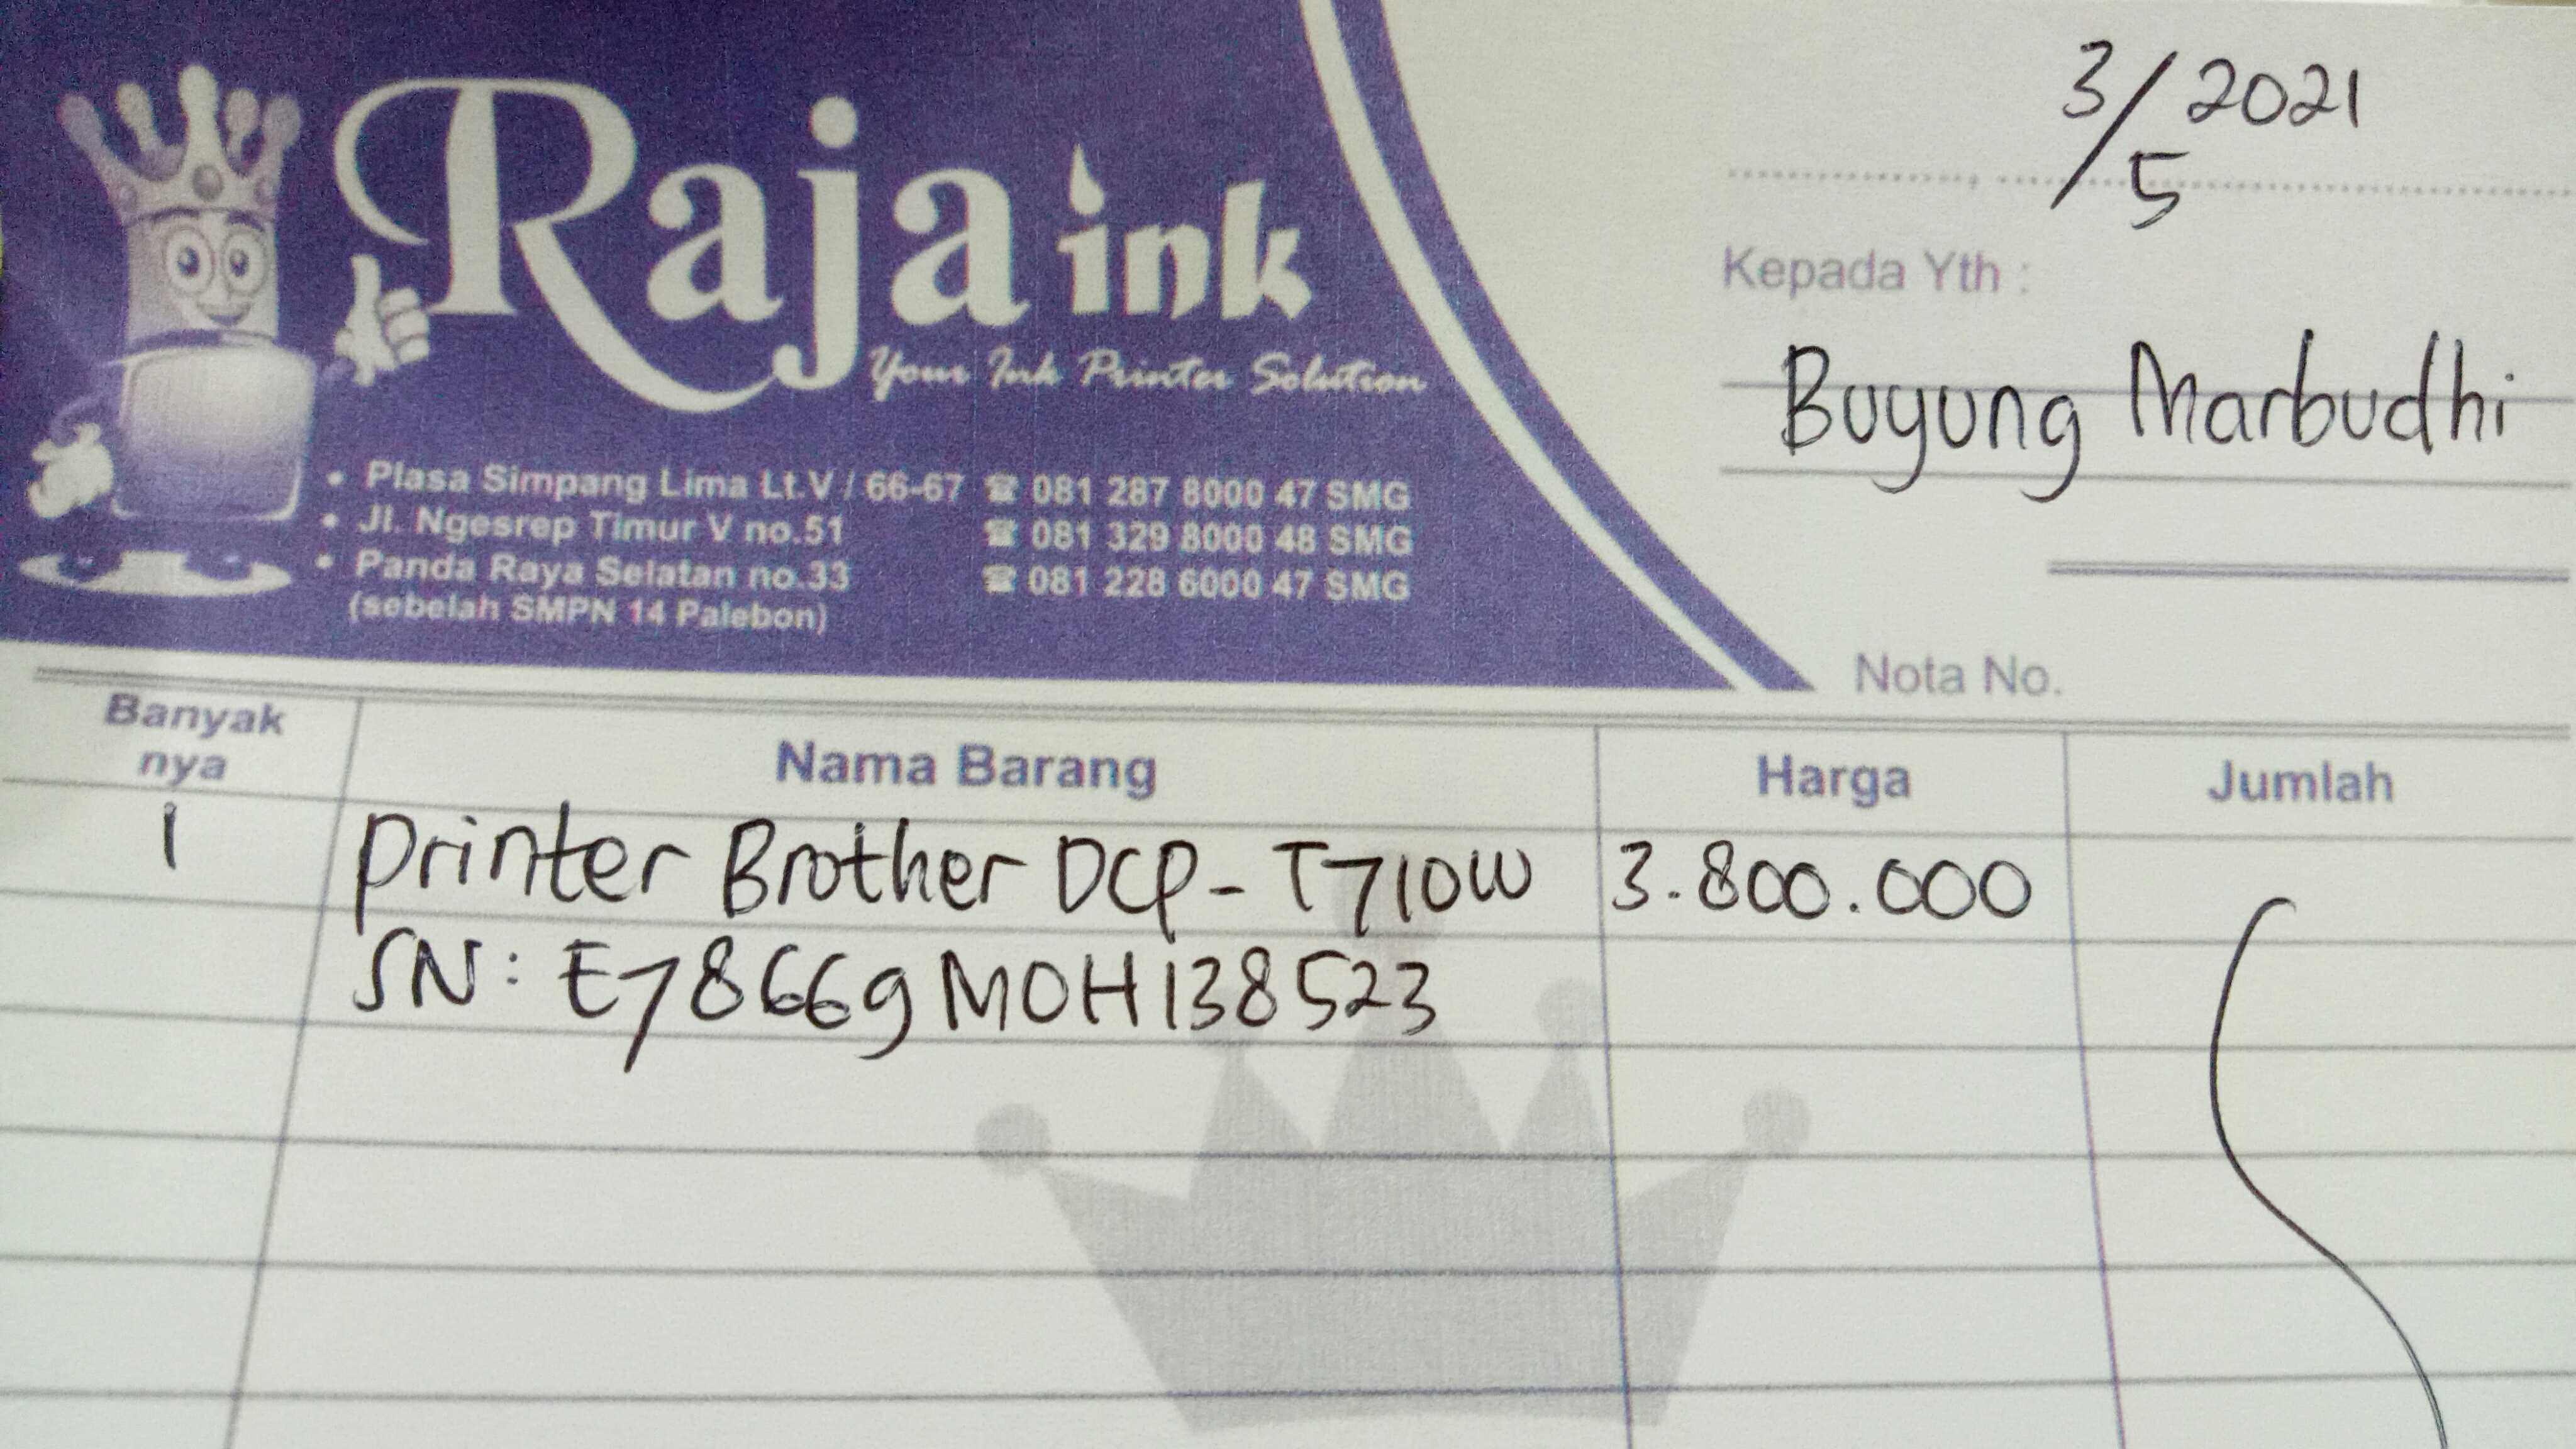 Raja ink
Your Ink Printer Solution
• Plasa Simpang Lima Lt.V / 66-67 ☎ 081 287 8000 47 SMG
• Jl. Ngesrep Timur V no.51 ☎ 081 329 8000 48 SMG
• Panda Raya Selatan no.33 ☎ 081 228 6000 47 SMG
(sebelah SMPN 14 Palebon)
3/5 2021
Kepada Yth :
Buyung Marbudhi
Nota No.
Banyak
nya
Nama Barang Harga Jumlah
1 Printer Brother DCP-T710W 3.800.000
SN: E78669MOH138523